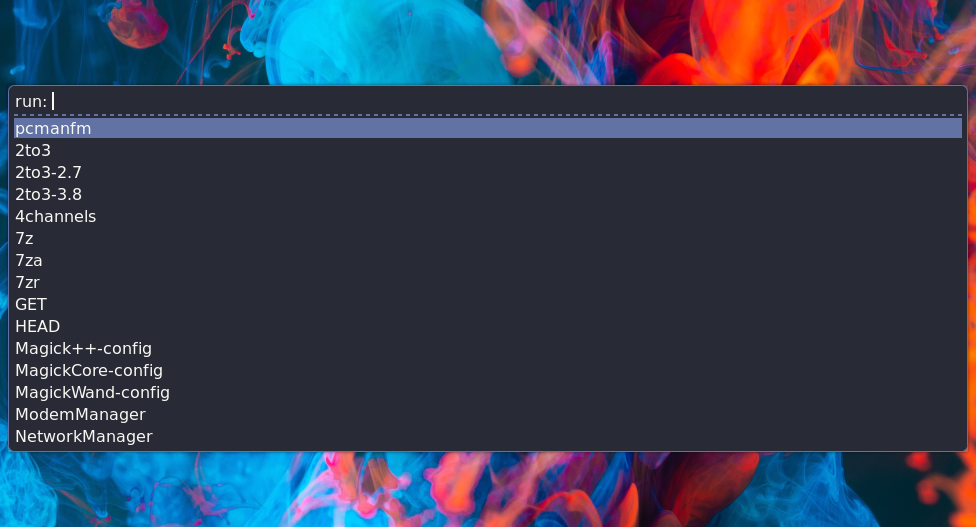 run:
pcmanfm
2to3
2to3-2.7
2to3-3.8
4channels
7z
7za
7zr
GET
HEAD
Magick++-config
MagickCore-config
MagickWand-config
ModemManager
NetworkManager